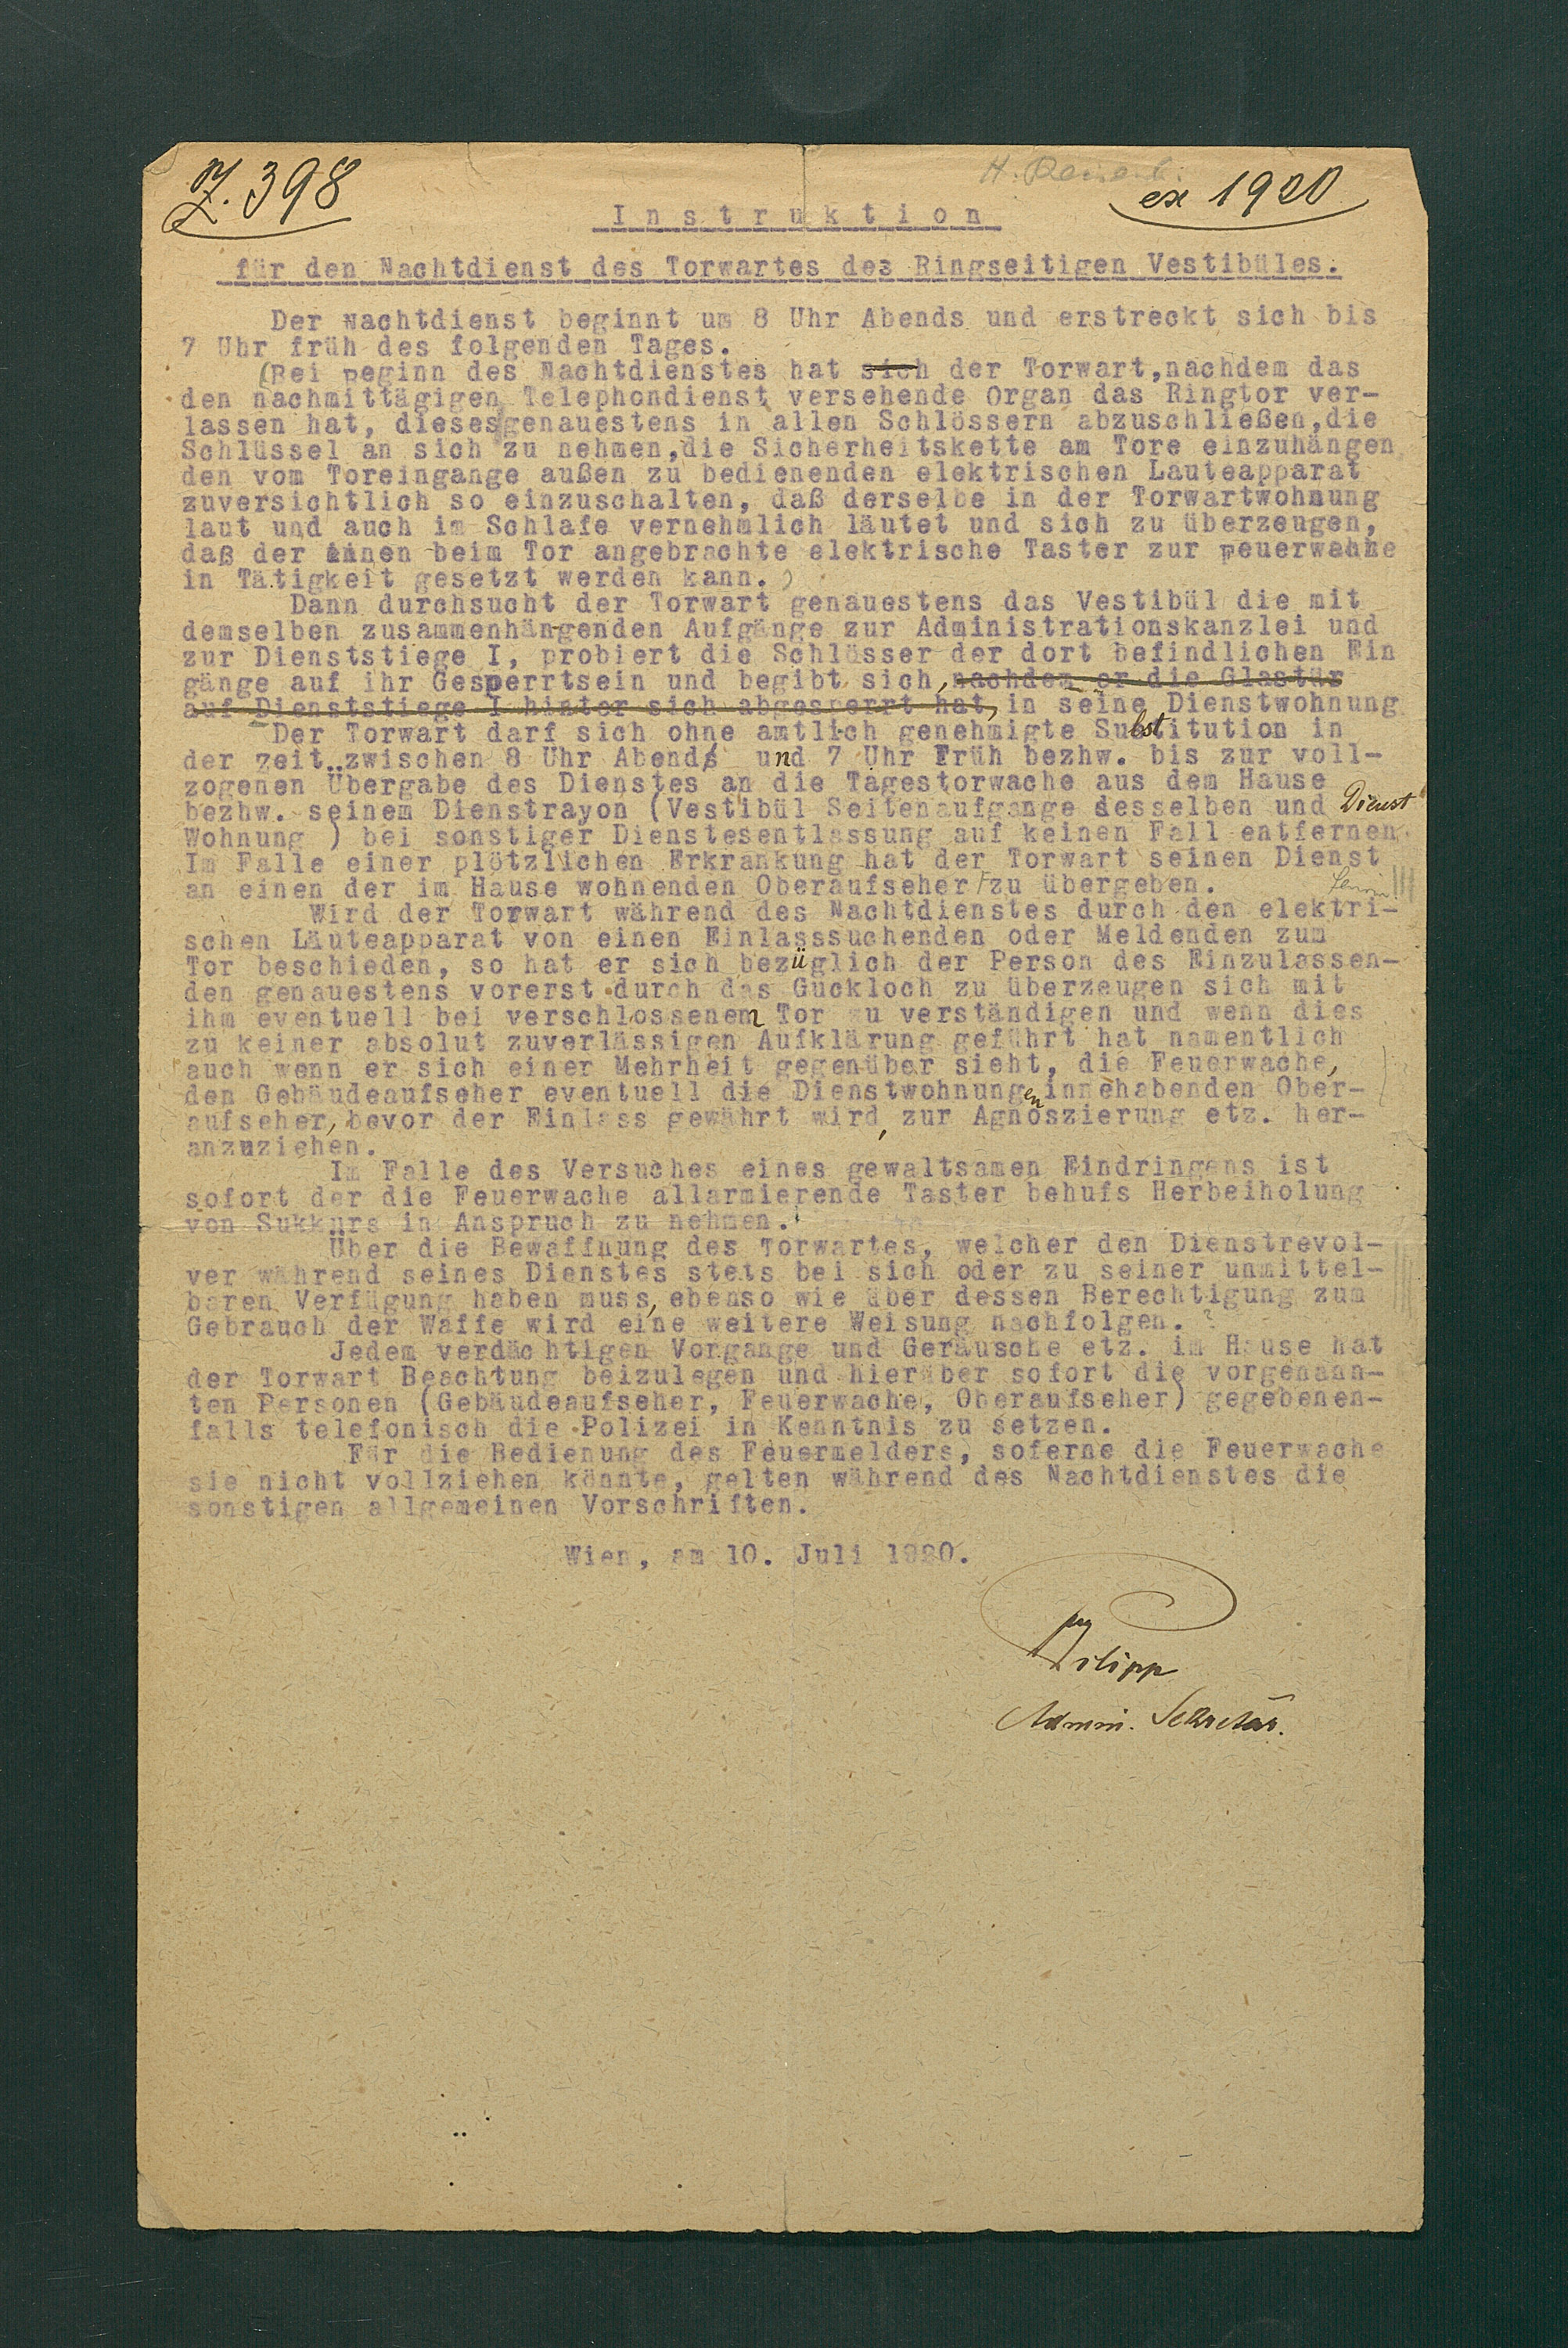 Z. 398
ex 1920
Instruktion
für den Nachtdienst des Torwartes des Ringseitigen Vestibüles.
Der Nachtdienst beginnt um 8 Uhr Abends und erstreckt sich bis
7 Uhr früh des folgenden Tages.
(Bei Beginn des Nachtdienstes hat sich der Torwart,nachdem das
den nachmittägigen Telephondienst versehende Organ das Ringtor ver-
lassen hat, dieses genauestens in allen Schlössern abzuschließen,die
Schlüssel an sich zu nehmen,die Sicherheitskette am Tore einzuhängen
den vom Toreingange außen zu bedienenden elektrischen Läuteapparat
zuversichtlich so einzuschalten, daß derselbe in der Torwartwohnung
laut und auch im Schlafe vernehmlich läutet und sich zu überzeugen,
daß der innen beim Tor angebrachte elektrische Taster zur Feuerwache
in Tätigkeit gesetzt werden kann.)
Dann durchsucht der Torwart genauestens das Vestibül die mit
demselben zusammenhängenden Aufgänge zur Administrationskanzlei und
zur Dienststiege I, probiert die Schlösser der dort befindlichen Ein
gänge auf ihr Gesperrtsein und begibt sich, nachdem er die Glastür
auf Dienststiege I hinter sich abgesperrt hat, in seine Dienstwohnung
Der Torwart darf sich ohne amtlich genehmigte Substitution in
der Zeit zwischen 8 Uhr Abends und 7 Uhr Früh bezhw. bis zur voll-
zogenen Übergabe des Dienstes an die Tagestorwache aus dem Hause
bezhw. seinem Dienstrayon (Vestibül Seitenaufgänge desselben und Dienst
Wohnung ) bei sonstiger Dienstesentlassung auf keinen Fall entfernen.
Im Falle einer plötzlichen Erkrankung hat der Torwart seinen Dienst
an einen der im Hause wohnenden Oberaufseher zu übergeben.
Wird der Torwart während des Nachtdienstes durch den elektri-
schen Läuteapparat von einen Einlasssuchenden oder Meldenden zum
Tor beschieden, so hat er sich bezüglich der Person des Einzulassen-
den genauestens vorerst durch das Guckloch zu überzeugen sich mit
ihm eventuell bei verschlossenem Tor zu verständigen und wenn dies
zu keiner absolut zuverlässigen Aufklärung geführt hat namentlich
auch wenn er sich einer Mehrheit gegenüber sieht, die Feuerwache,
den Gebäudeaufseher eventuell die Dienstwohnungen innehabenden Ober-
aufseher, bevor der Einlass gewährt wird, zur Agnoszierung etz. her-
anzuziehen.
Im Falle des Versuches eines gewaltsamen Eindringens ist
sofort der die Feuerwache allarmierende Taster behufs Herbeiholung
von Sukkurs in Anspruch zu nehmen.
Über die Bewaffnung des Torwartes, welcher den Dienstrevol-
ver während seines Dienstes stets bei sich oder zu seiner unmittel-
baren Verfügung haben muss, ebenso wie über dessen Berechtigung zum
Gebrauch der Waffe wird eine weitere Weisung nachfolgen.
Jedem verdächtigen Vorgange und Geräusche etz. im Hause hat
der Torwart Beachtung beizulegen und hierüber sofort die vorgenann-
ten Personen (Gebäudeaufseher, Feuerwache, Oberaufseher) gegebenen-
falls telefonisch die Polizei in Kenntnis zu setzen.
Für die Bedienung des Feuermelders, soferne die Feuerwache
sie nicht vollziehen könnte, gelten während des Nachtdienstes die
sonstigen allgemeinen Vorschriften.
Wien, am 10. Juli 1920.
Admin. Sekretär.